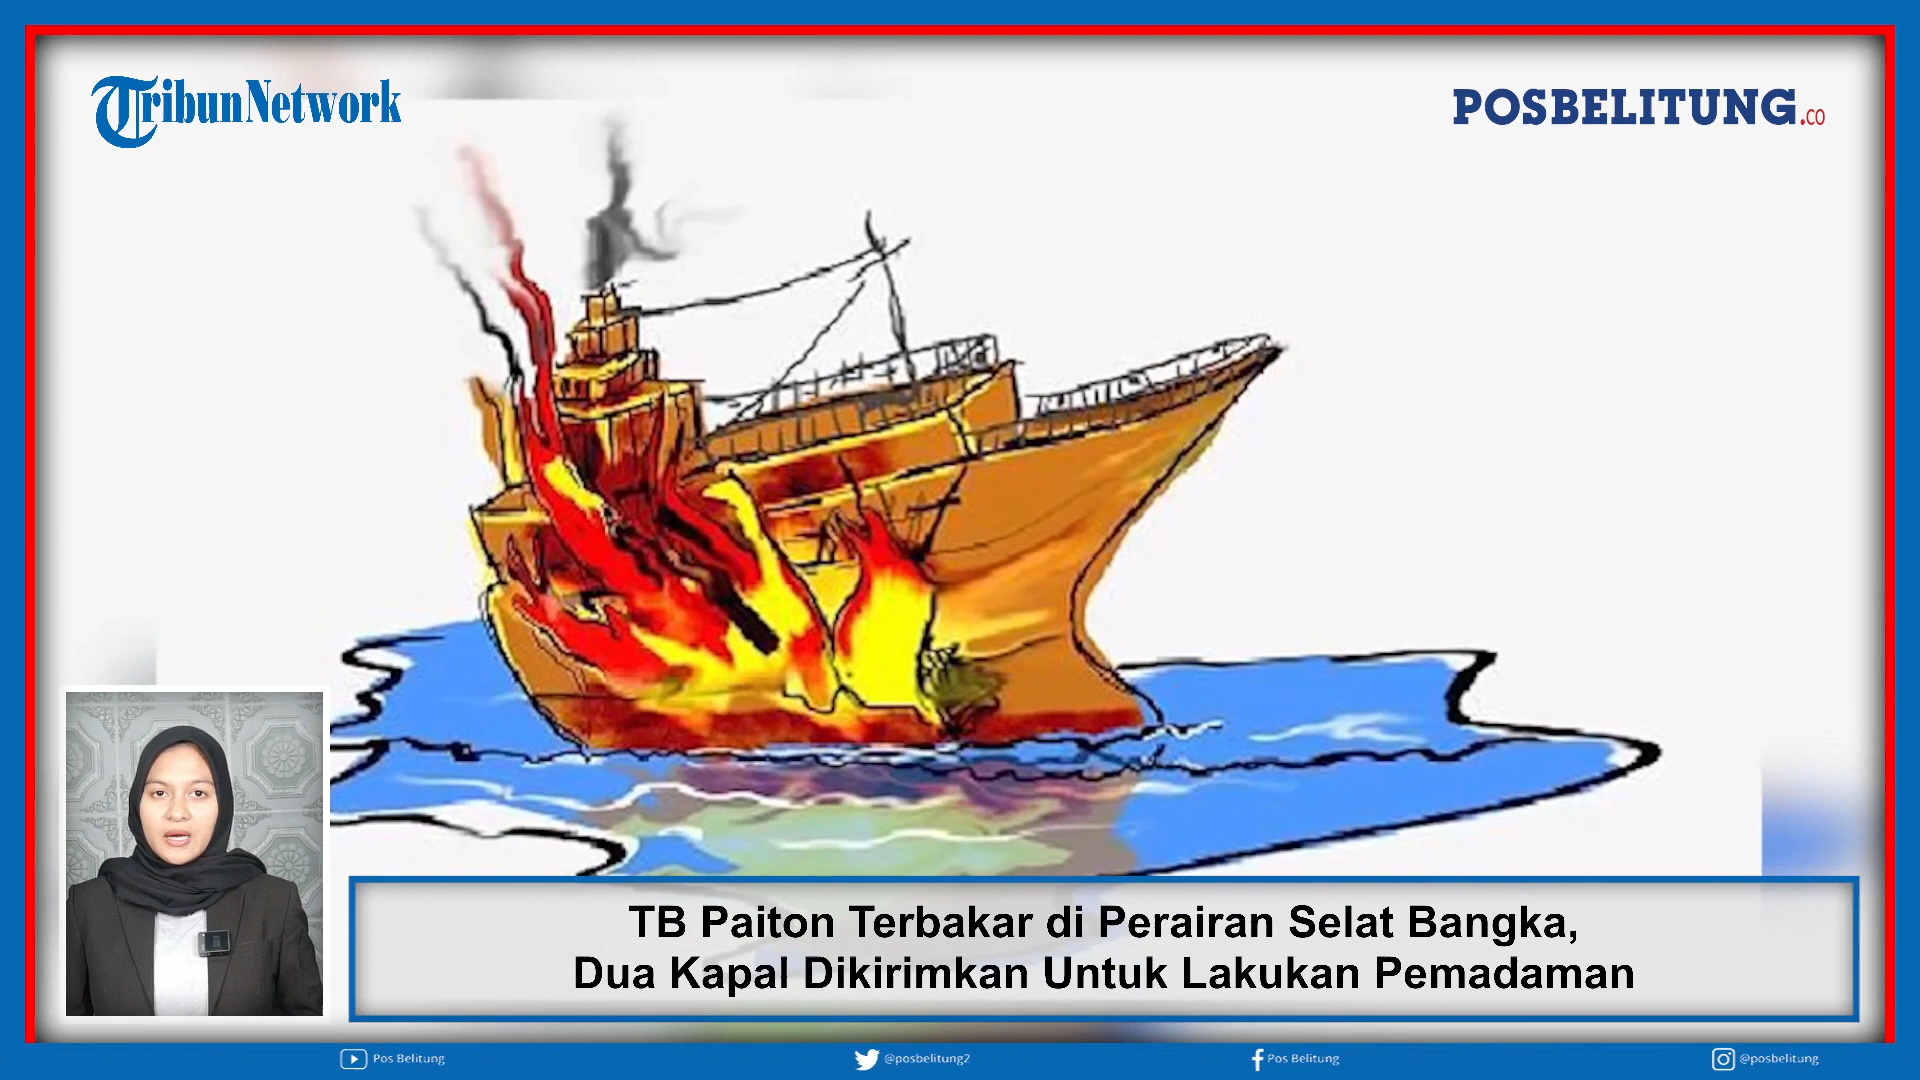 TribunNetwork
POSBELITUNG.co
TB Paiton Terbakar di Perairan Selat Bangka,
Dua Kapal Dikirimkan Untuk Lakukan Pemadaman
Pos Belitung
@posbelitung2
Pos Belitung
@posbelitung